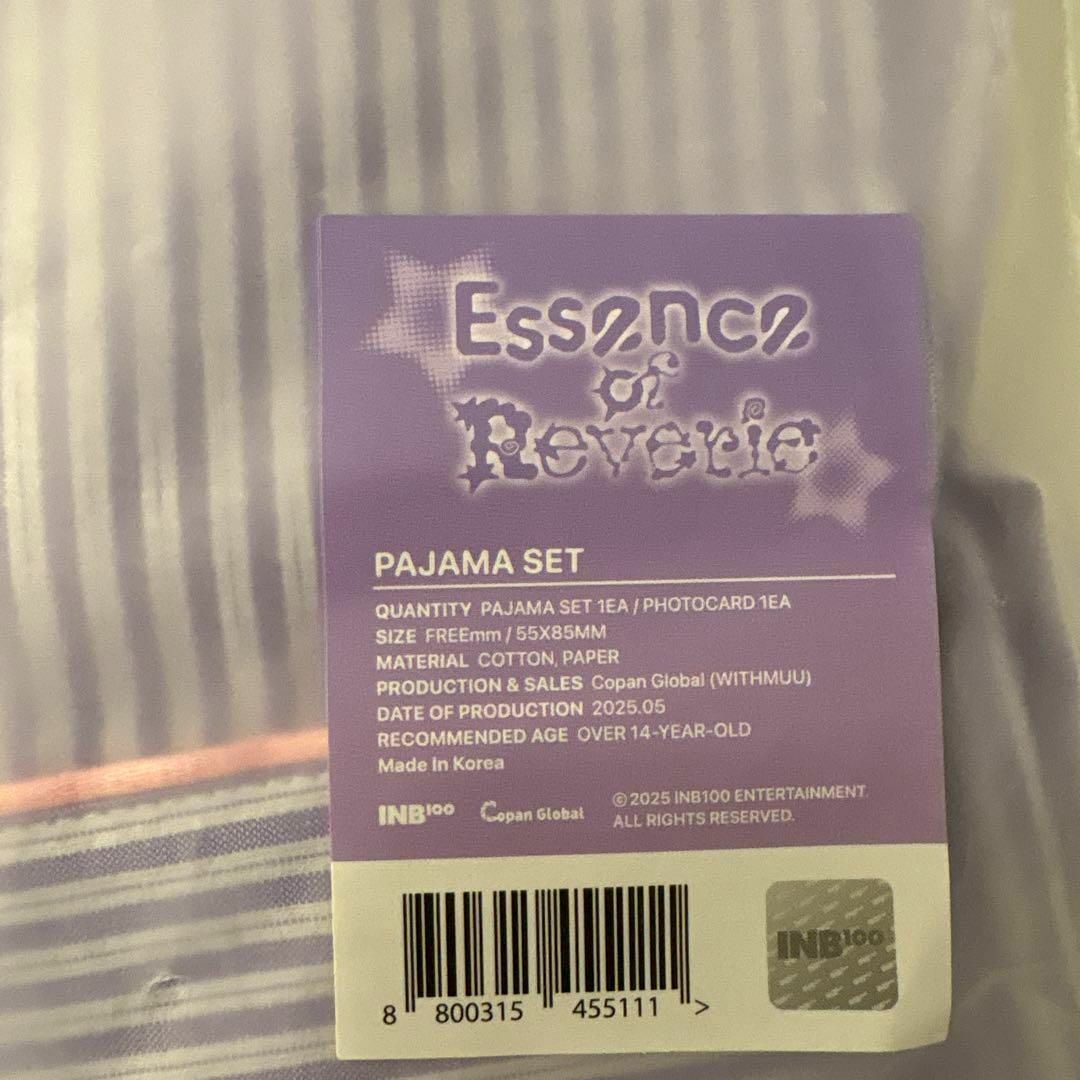 Essence
of
Reverie
PAJAMA SET
QUANTITY PAJAMA SET 1EA / PHOTOCARD 1EA
SIZE FREEmm / 55X85MM
MATERIAL COTTON, PAPER
PRODUCTION & SALES Copan Global (WITHMUU)
DATE OF PRODUCTION 2025.05
RECOMMENDED AGE OVER 14-YEAR-OLD
Made In Korea
INB100 Copan Global ©2025 INB100 ENTERTAINMENT.
ALL RIGHTS RESERVED.
INB100
8 800315 455111 >